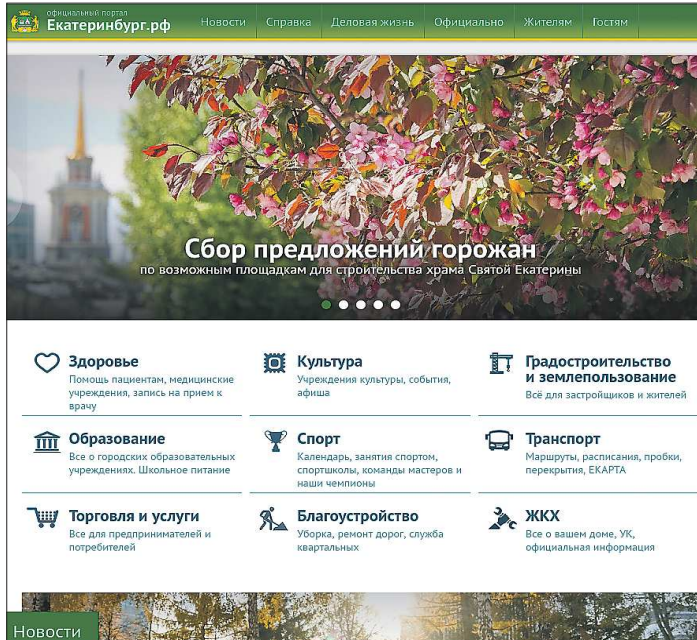 официальный портал
Екатеринбург.рф
Новости Справка Деловая жизнь Официально Жителям Гостям
Сбор предложений горожан
по возможным площадкам для строительства храма Святой Екатерины
Здоровье
Помощь пациентам, медицинские
учреждения, запись на прием к
врачу
Культура
Учреждения культуры, события,
афиша
Градостроительство
и землепользование
Всё для застройщиков и жителей
Образование
Все о городских образовательных
учреждениях. Школьное питание
Спорт
Календарь, занятия спортом,
спортшколы, команды мастеров и
наши чемпионы
Транспорт
Маршруты, расписания, пробки,
перекрытия, ЕКАРТА
Торговля и услуги
Все для предпринимателей и
потребителей
Благоустройство
Уборка, ремонт дорог, служба
квартальных
ЖКХ
Все о вашем доме, УК,
официальная информация
Новости